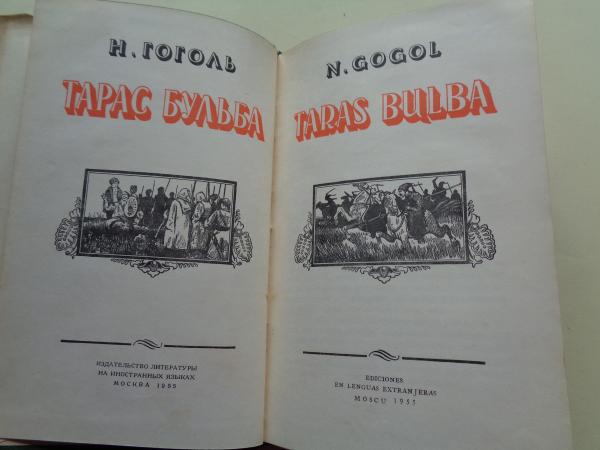 Н. ГОГОЛЬ
ТАРАС БУЛЬБА
ИЗДАТЕЛЬСТВО ЛИТЕРАТУРЫ
НА ИНОСТРАННЫХ ЯЗЫКАХ
МОСКВА 1955
N. GOGOL
TARAS BULBA
EDICIONES
EN LENGUAS EXTRANJERAS
MOSCU 1955